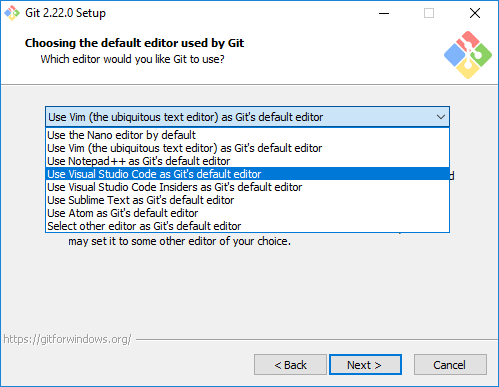 Git 2.22.0 Setup
Choosing the default editor used by Git
Which editor would you like Git to use?
Use Vim (the ubiquitous text editor) as Git's default editor
Use the Nano editor by default
Use Vim (the ubiquitous text editor) as Git's default editor
Use Notepad++ as Git's default editor
Use Visual Studio Code as Git's default editor
Use Visual Studio Code Insiders as Git's default editor
Use Sublime Text as Git's default editor
Use Atom as Git's default editor
Select other editor as Git's default editor
may set it to some other editor of your choice.
https://gitforwindows.org/
< Back
Next >
Cancel